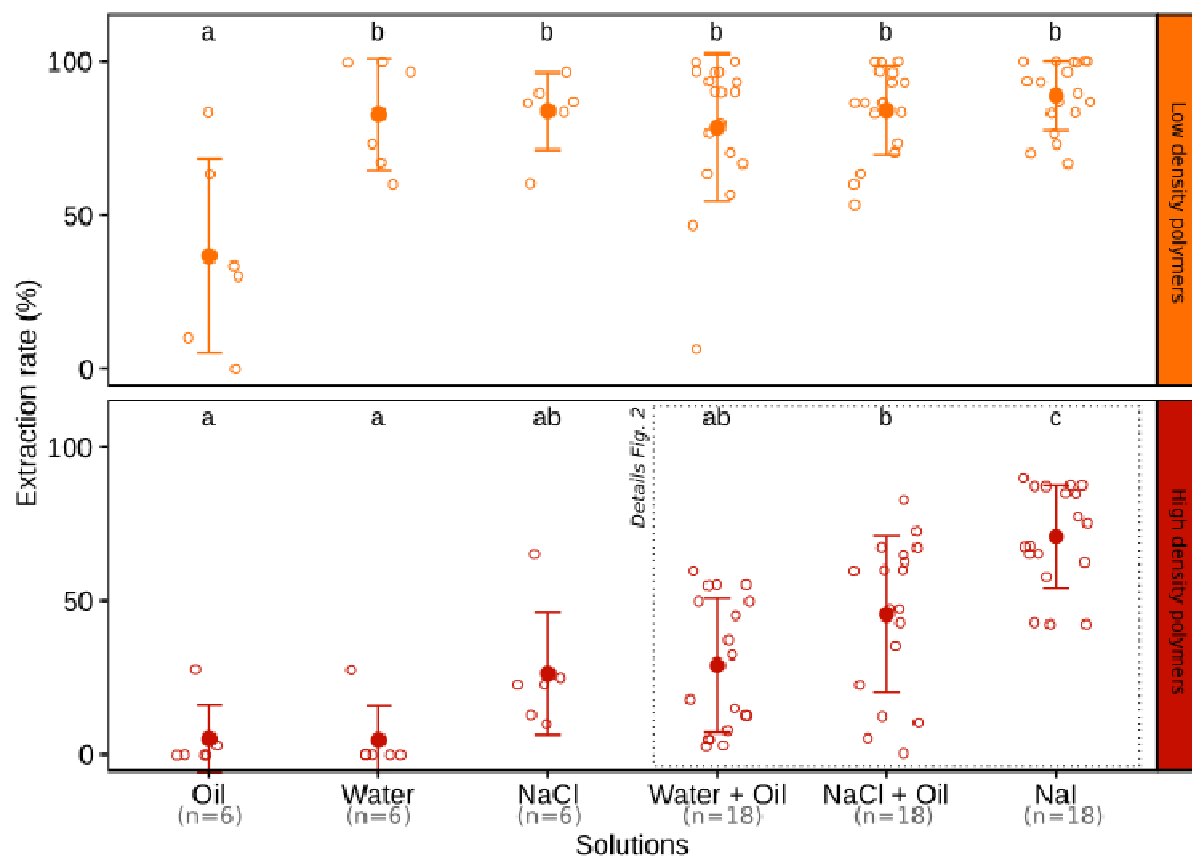 a b b b b b
100
50
0
Low density polymers
Extraction rate (%)
a a ab ab b c
100
50
0
Details Fig. 2
High density polymers
Oil Water NaCl Water + Oil NaCl + Oil NaI
(n=6) (n=6) (n=6) (n=18) (n=18) (n=18)
Solutions